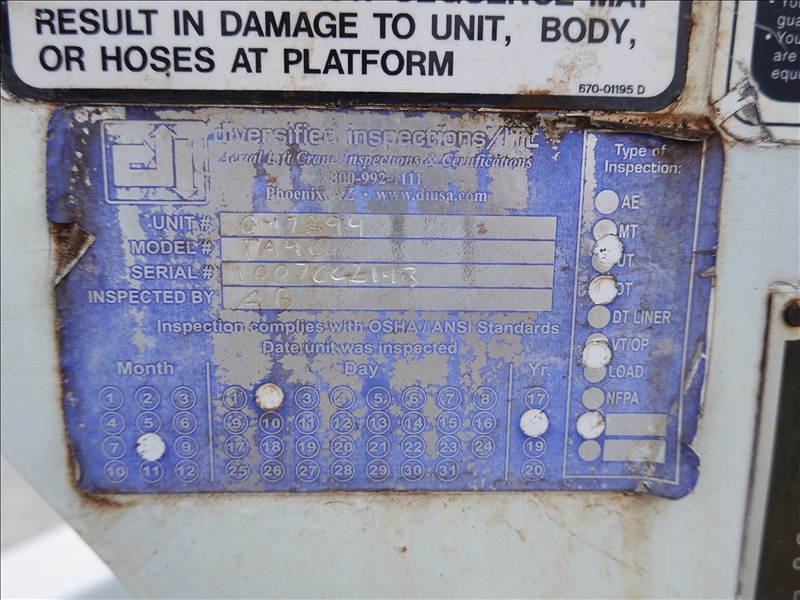 RESULT IN DAMAGE TO UNIT, BODY,
OR HOSES AT PLATFORM
670-01195 D
diversified inspections/ITL
Aerial Lift Crane Inspections & Certifications
800-992-1111
Phoenix, AZ • www.diusa.com
UNIT # 047294
MODEL # TA40
SERIAL #
INSPECTED BY AB
Inspection complies with OSHA / ANSI Standards
Date unit was inspected
Month Day Yr.
1 2 3 1 3 4 5 6 7 8 17
4 5 6 9 10 11 12 13 14 15 16
7 9 17 18 19 20 21 22 23 24 19
10 11 12 25 26 27 28 29 30 31 20
Type of
Inspection:
AE
MT
UT
DT LINER
VT/OP
LOAD
NFPA